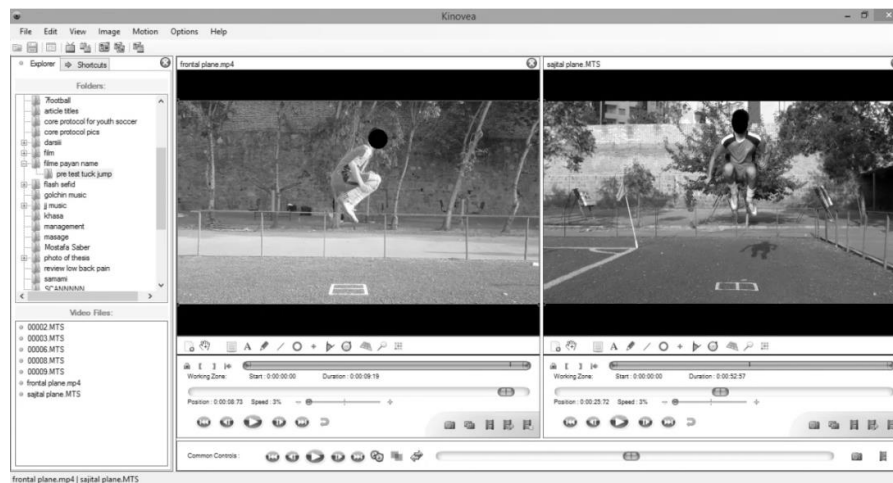 Kinovea
File Edit View Image Motion Options Help
Explorer Shortcuts
Folders:
7football
article titles
core protocol for youth soccer
core protocol pics
darsiii
film
filme payan name
pre test tuck jump
flash sefid
golchin music
jj music
khasa
management
masage
Mostafa Saber
photo of thesis
review low back pain
samami
SCANNNNN
Video Files:
00002.MTS
00003.MTS
00006.MTS
00008.MTS
00009.MTS
frontal plane.mp4
sajital plane.MTS
frontal plane.mp4
Working Zone: Start : 0:00:00:00 Duration : 0:00:09:19
Position : 0:00:08:73 Speed : 3%
sajital plane.MTS
Working Zone: Start : 0:00:00:00 Duration : 0:00:52:57
Position : 0:00:25:72 Speed : 3%
Common Controls :
frontal plane.mp4 | sajital plane.MTS